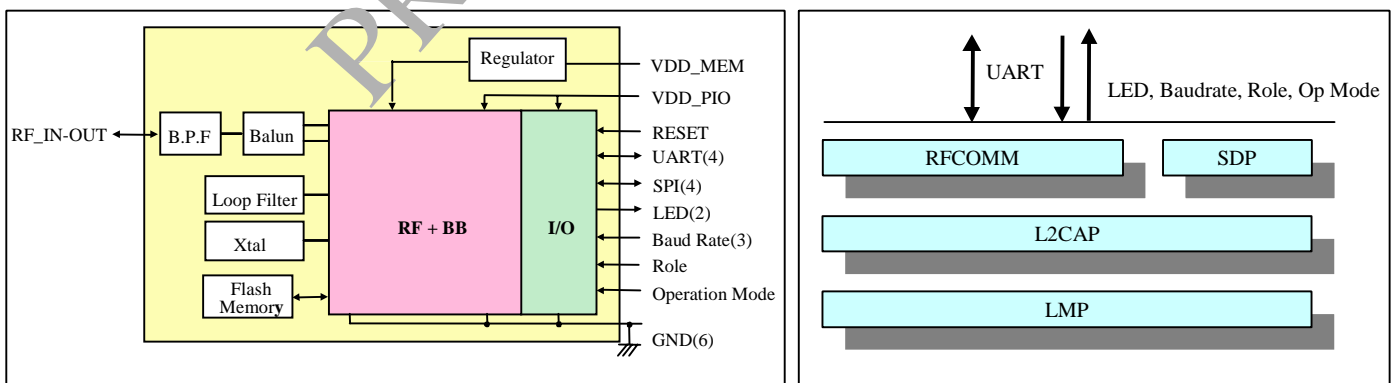 Regulator
VDD_MEM
VDD_PIO
RF_IN-OUT
B.P.F
Balun
RESET
UART(4)
SPI(4)
Loop Filter
LED(2)
RF + BB
I/O
Xtal
Baud Rate(3)
Role
Flash
Memory
Operation Mode
GND(6)
UART
LED, Baudrate, Role, Op Mode
RFCOMM
SDP
L2CAP
LMP